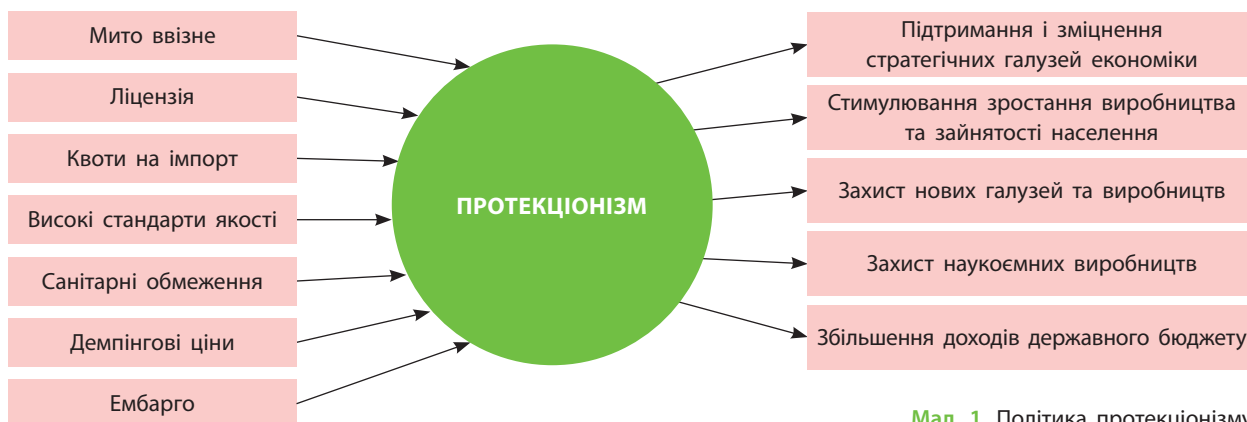 Мито ввізне
Ліцензія
Квоти на імпорт
Високі стандарти якості
Санітарні обмеження
Демпінгові ціни
Ембарго
ПРОТЕКЦІОНІЗМ
Підтримання і зміцнення
стратегічних галузей економіки
Стимулювання зростання виробництва
та зайнятості населення
Захист нових галузей та виробництв
Захист наукоємних виробництв
Збільшення доходів державного бюджету
Мал. 1. Політика протекціонізму